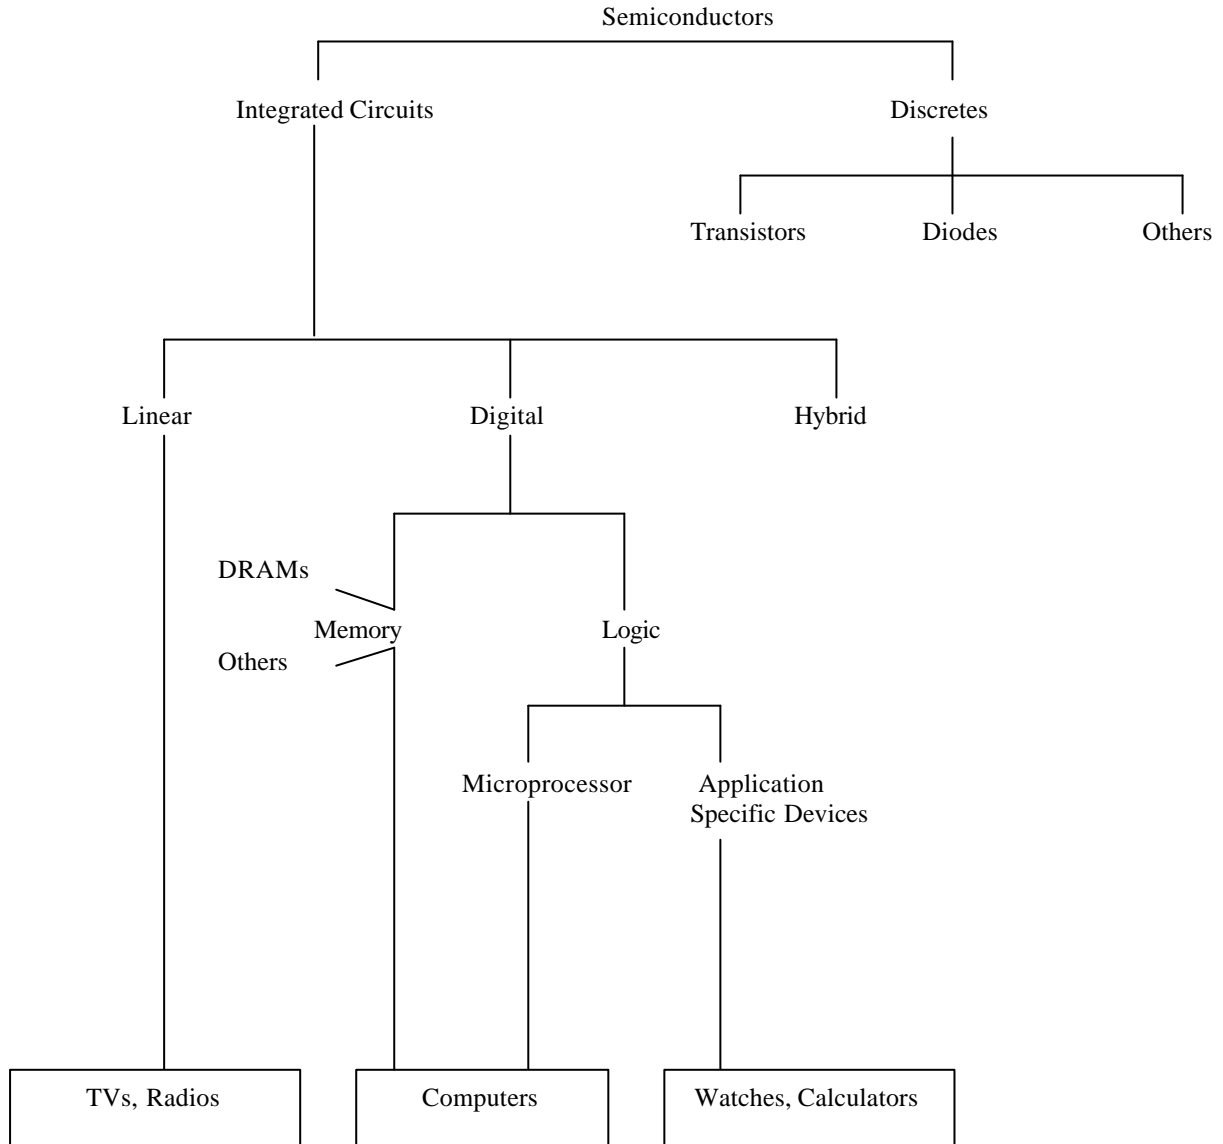 Semiconductors
Integrated Circuits
Discretes
Transistors
Diodes
Others
Linear
Digital
Hybrid
DRAMs
Memory
Logic
Others
Microprocessor
Application
Specific Devices
TVs, Radios
Computers
Watches, Calculators